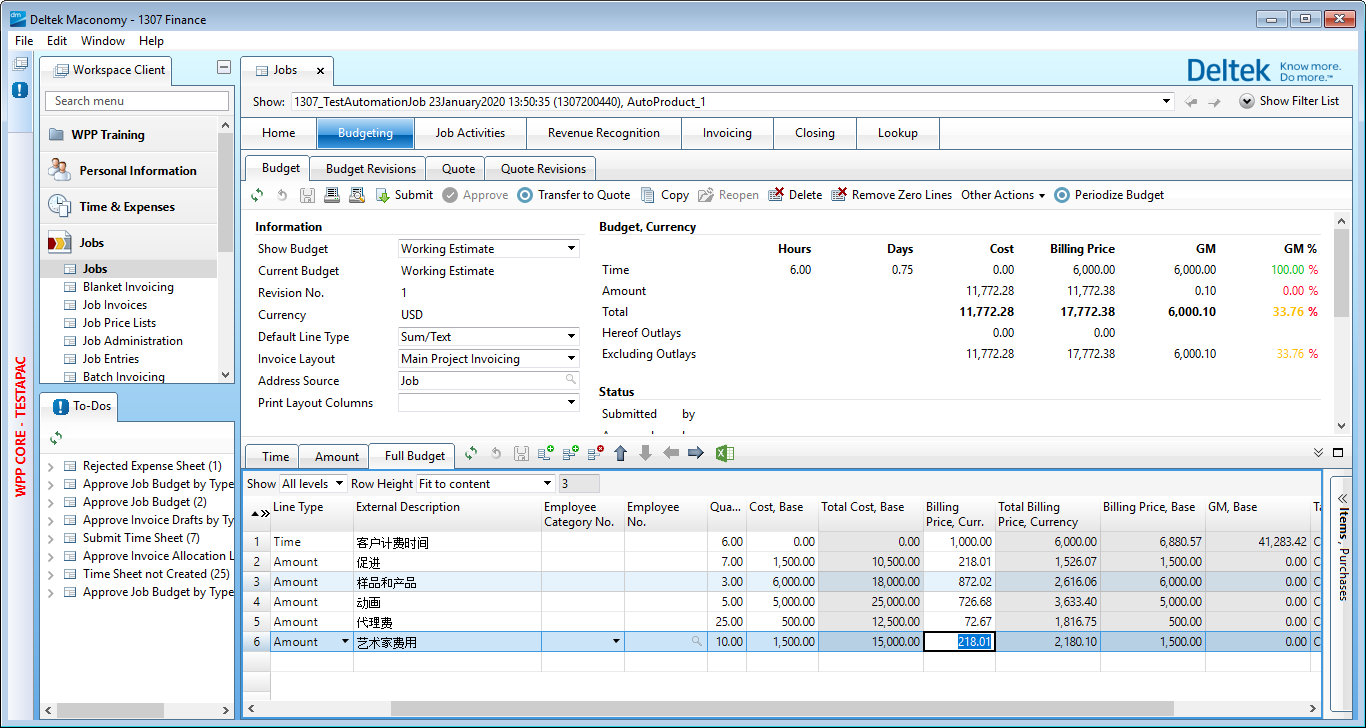 Deltek Maconomy - 1307 Finance
File Edit Window Help
Workspace Client
Jobs
Deltek Know more. Do more.™
Search menu
Show: 1307_TestAutomationJob 23January2020 13:50:35 (1307200440), AutoProduct_1
Show Filter List
WPP Training
Personal Information
Time & Expenses
Jobs
Jobs
Blanket Invoicing
Job Invoices
Job Price Lists
Job Administration
Job Entries
Batch Invoicing
WPP CORE - TESTAPAC
To-Dos
Rejected Expense Sheet (1)
Approve Job Budget by Type
Approve Job Budget (2)
Approve Invoice Drafts by Ty
Submit Time Sheet (7)
Approve Invoice Allocation L
Time Sheet not Created (25)
Approve Job Budget by Type
Home Budgeting Job Activities Revenue Recognition Invoicing Closing Lookup
Budget Budget Revisions Quote Quote Revisions
Submit Approve Transfer to Quote Copy Reopen Delete Remove Zero Lines Other Actions Periodize Budget
Information
Show Budget Working Estimate
Current Budget Working Estimate
Revision No. 1
Currency USD
Default Line Type Sum/Text
Invoice Layout Main Project Invoicing
Address Source Job
Print Layout Columns
Budget, Currency
Hours Days Cost Billing Price GM GM %
Time 6.00 0.75 0.00 6,000.00 6,000.00 100.00 %
Amount 11,772.28 11,772.38 0.10 0.00 %
Total 11,772.28 17,772.38 6,000.10 33.76 %
Hereof Outlays 0.00 0.00
Excluding Outlays 11,772.28 17,772.38 6,000.10 33.76 %
Status
Submitted by
Time Amount Full Budget
Show All levels Row Height Fit to content 3
Line Type External Description Employee Category No. Employee No. Qua... Cost, Base Total Cost, Base Billing Price, Curr. Total Billing Price, Currency Billing Price, Base GM, Base Ta
1 Time 客户计费时间 6.00 0.00 0.00 1,000.00 6,000.00 6,880.57 41,283.42 C
2 Amount 促进 7.00 1,500.00 10,500.00 218.01 1,526.07 1,500.00 0.00 C
3 Amount 样品和产品 3.00 6,000.00 18,000.00 872.02 2,616.06 6,000.00 0.00 C
4 Amount 动画 5.00 5,000.00 25,000.00 726.68 3,633.40 5,000.00 0.00 C
5 Amount 代理费 25.00 500.00 12,500.00 72.67 1,816.75 500.00 0.00 C
6 Amount 艺术家费用 10.00 1,500.00 15,000.00 218.01 2,180.10 1,500.00 0.00 C
Items, Purchases